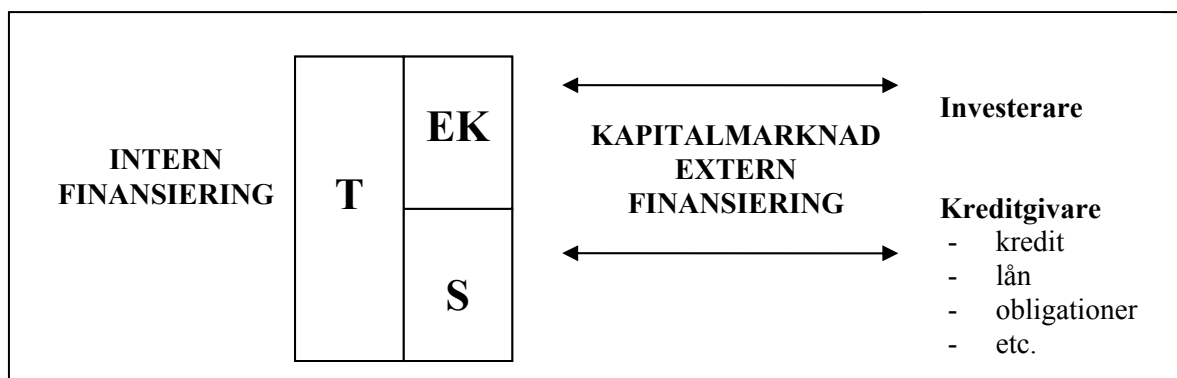 INTERN
FINANSIERING
T
EK
S
KAPITALMARKNAD
EXTERN
FINANSIERING
Investerare
Kreditgivare
- kredit
- lån
- obligationer
- etc.